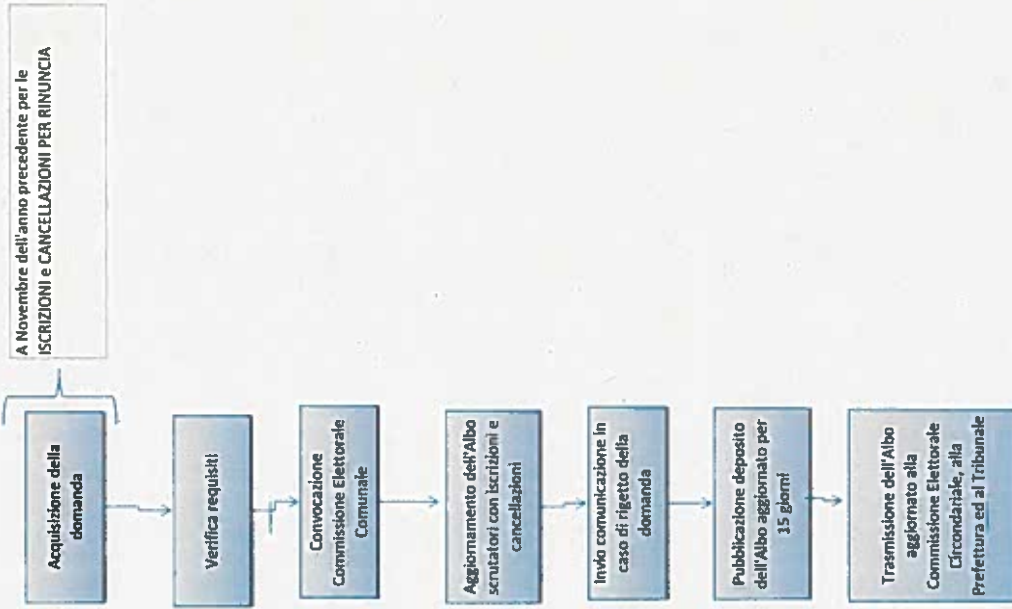 A Novembre dell'anno precedente per le
ISCRIZIONI e CANCELLAZIONI PER RINUNCIA
Acquisizione della
domanda
Verifica requisiti
Convocazione
Commissione Elettorale
Comunale
Aggiornamento dell'Albo
scrutatori con iscrizioni e
cancellazioni
Invio comunicazione in
caso di rigetto della
domanda
Pubblicazione deposito
dell'Albo aggiornato per
15 giorni
Trasmissione dell'Albo
aggiornato alla
Commissione Elettorale
Circondariale, alla
Prefettura ed al Tribunale